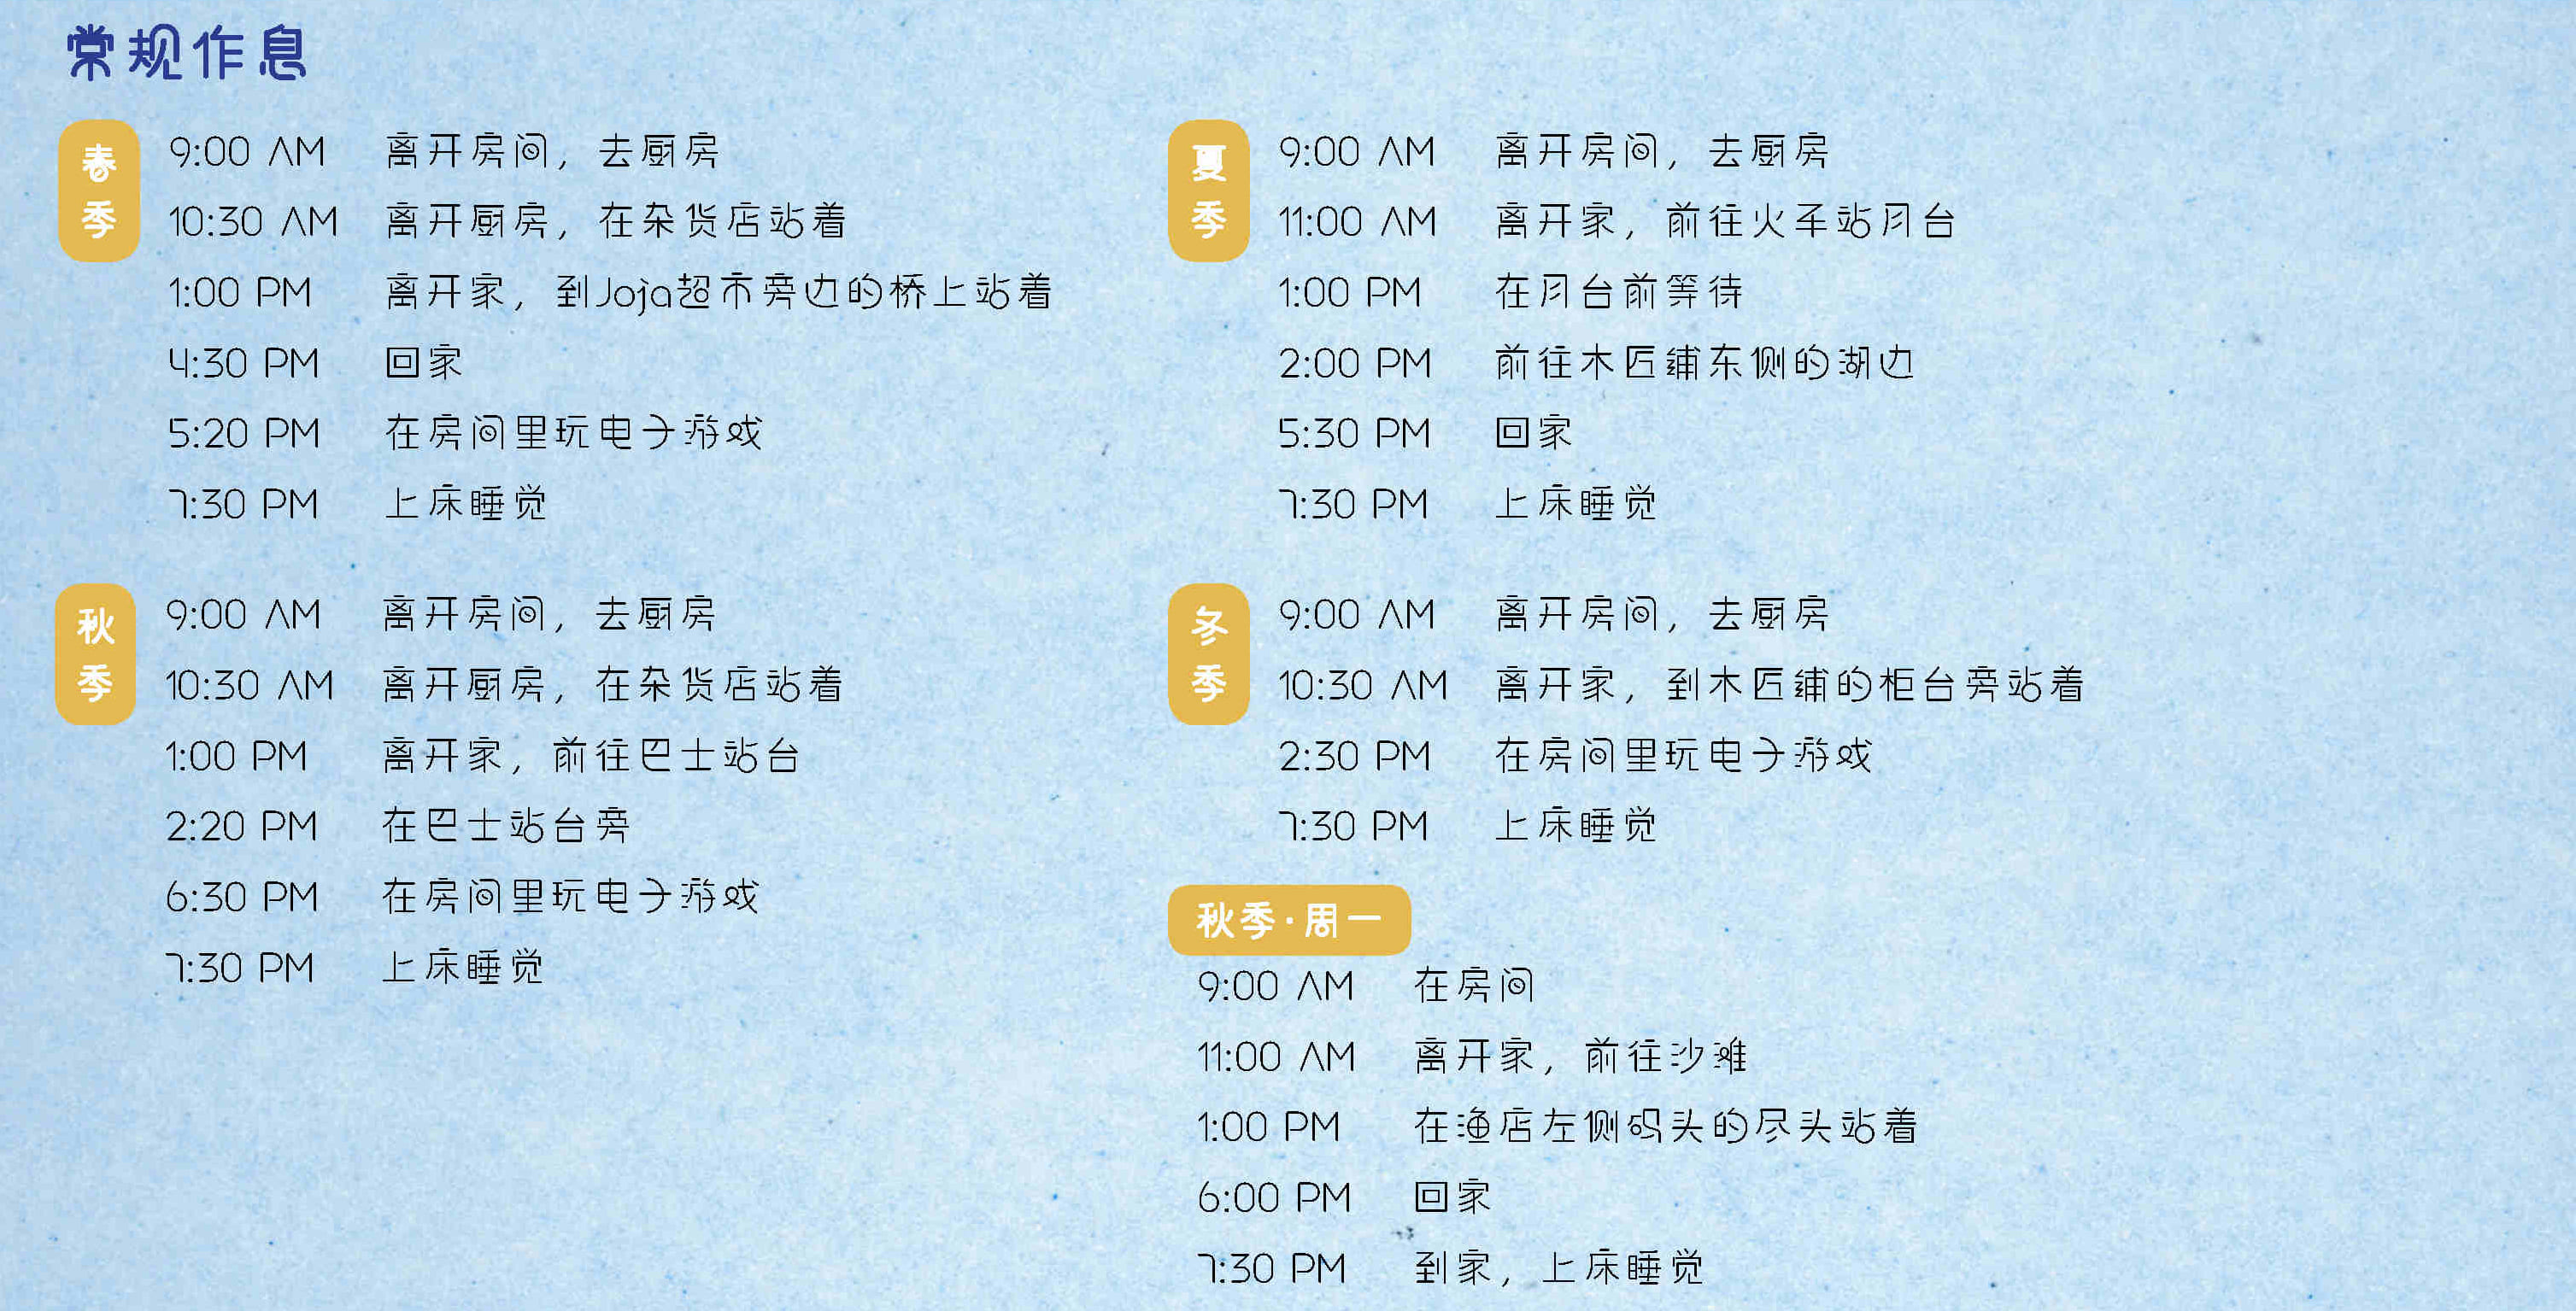 常规作息
春季
9:00 AM 离开房间，去厨房
10:30 AM 离开厨房，在杂货店站着
1:00 PM 离开家，到Joja超市旁边的桥上站着
4:30 PM 回家
5:20 PM 在房间里玩电子游戏
7:30 PM 上床睡觉
夏季
9:00 AM 离开房间，去厨房
11:00 AM 离开家，前往火车站月台
1:00 PM 在月台前等待
2:00 PM 前往木匠铺东侧的湖边
5:30 PM 回家
7:30 PM 上床睡觉
秋季
9:00 AM 离开房间，去厨房
10:30 AM 离开厨房，在杂货店站着
1:00 PM 离开家，前往巴士站台
2:20 PM 在巴士站台旁
6:30 PM 在房间里玩电子游戏
7:30 PM 上床睡觉
冬季
9:00 AM 离开房间，去厨房
10:30 AM 离开家，到木匠铺的柜台旁站着
2:30 PM 在房间里玩电子游戏
7:30 PM 上床睡觉
秋季·周一
9:00 AM 在房间
11:00 AM 离开家，前往沙滩
1:00 PM 在渔店左侧码头的尽头站着
6:00 PM 回家
7:30 PM 到家，上床睡觉